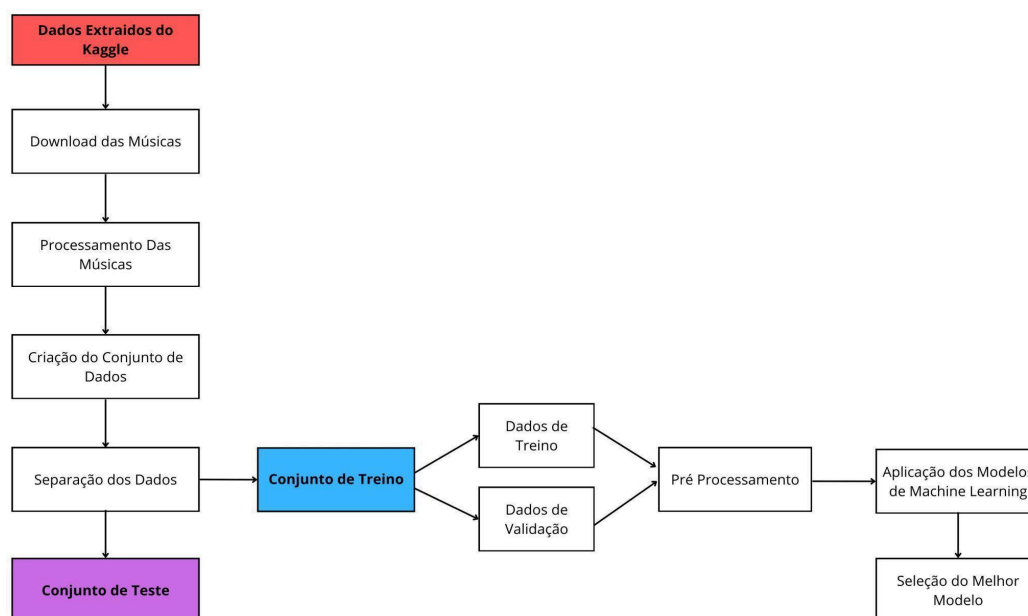 Dados Extraidos do
Kaggle
Download das Músicas
Processamento Das
Músicas
Criação do Conjunto de
Dados
Separação dos Dados
Conjunto de Teste
Conjunto de Treino
Dados de
Treino
Dados de
Validação
Pré Processamento
Aplicação dos Modelos
de Machine Learning
Seleção do Melhor
Modelo